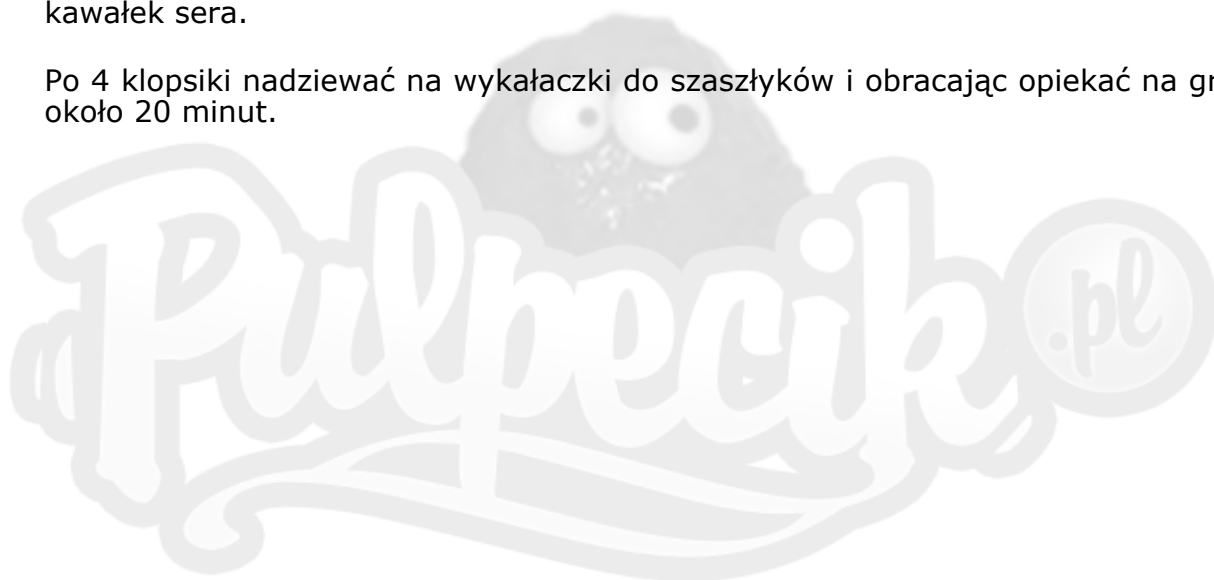 kawałek sera.
Po 4 klopsiki nadziewać na wykałaczki do szaszłyków i obracając opiekać na
około 20 minut.
Pulpecik .pl